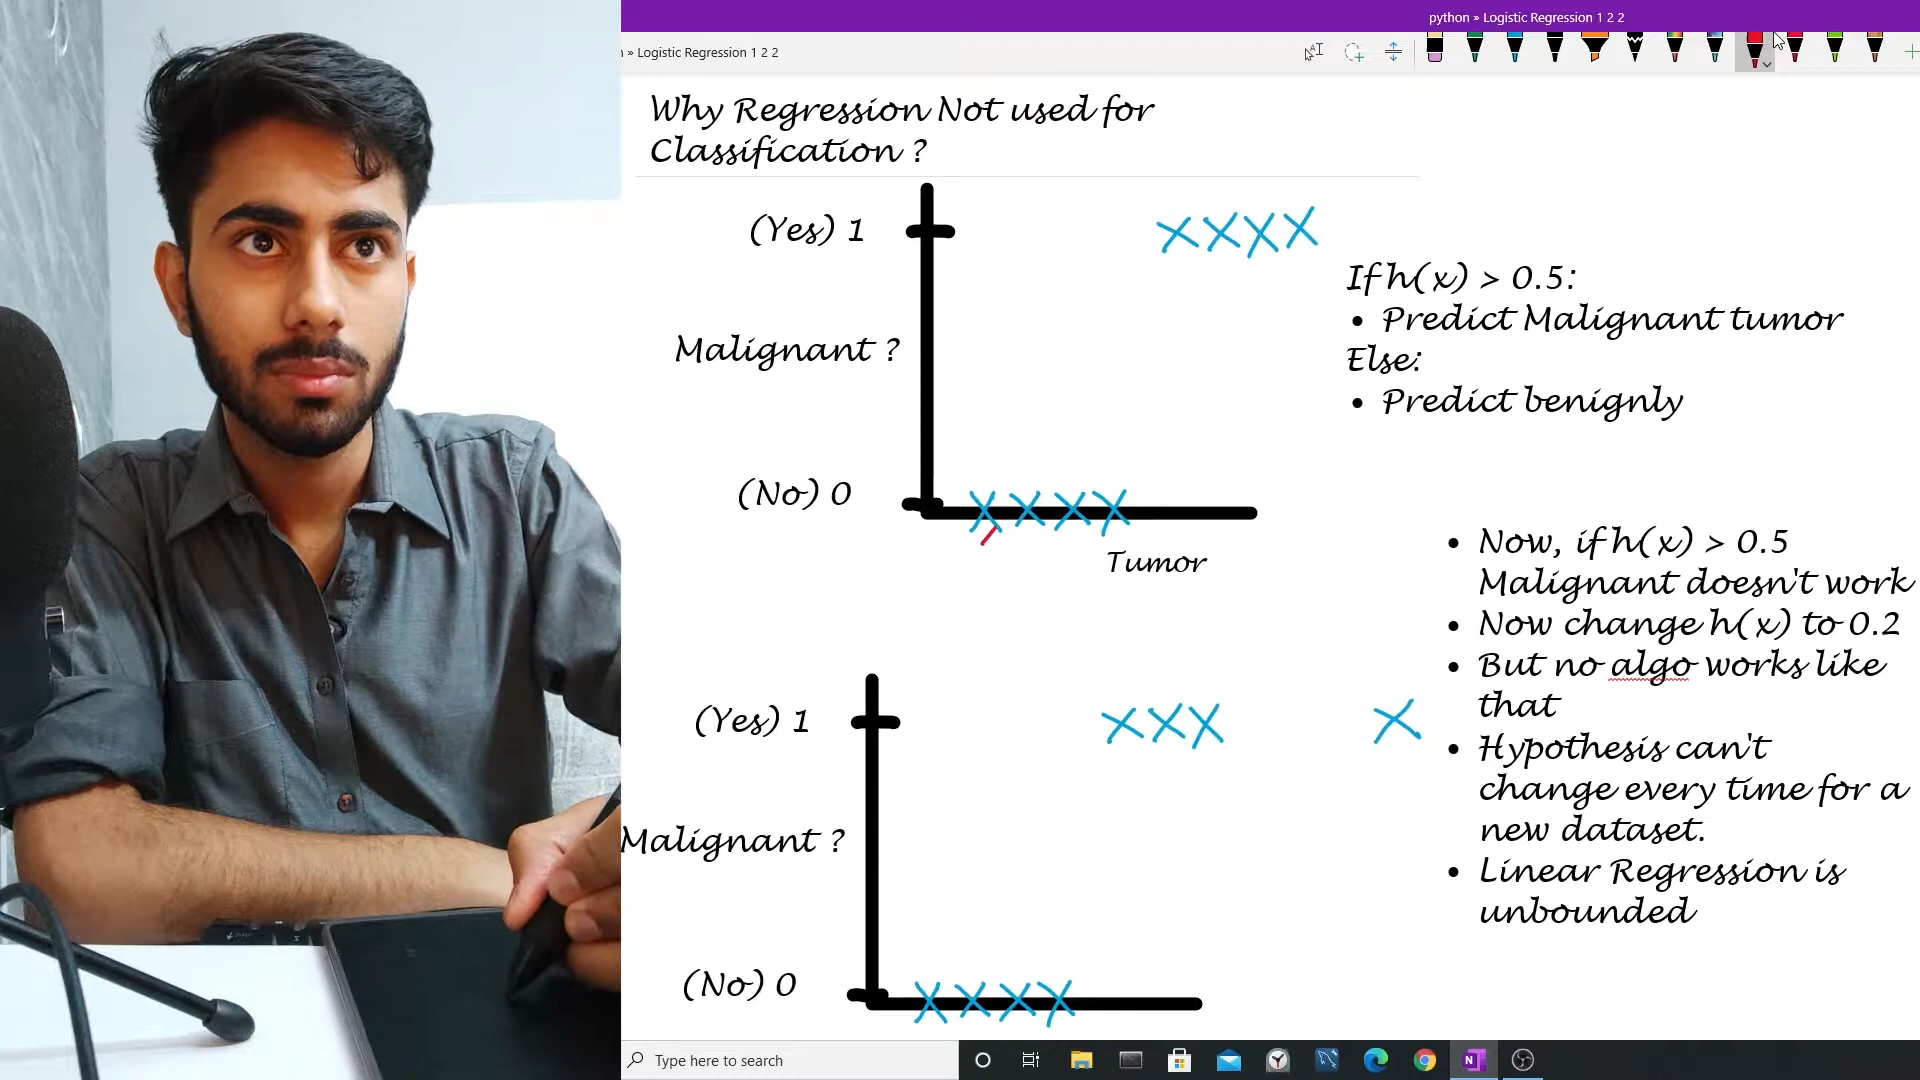 python » Logistic Regression 1 2 2
» Logistic Regression 1 2 2
Why Regression Not used for
Classification ?
(Yes) 1
Malignant ?
(No) 0
Tumor
If h(x) > 0.5:
• Predict Malignant tumor
Else:
• Predict benignly
(Yes) 1
Malignant ?
(No) 0
• Now, if h(x) > 0.5
Malignant doesn't work
• Now change h(x) to 0.2
• But no algo works like
that
• Hypothesis can't
change every time for a
new dataset.
• Linear Regression is
unbounded
Type here to search